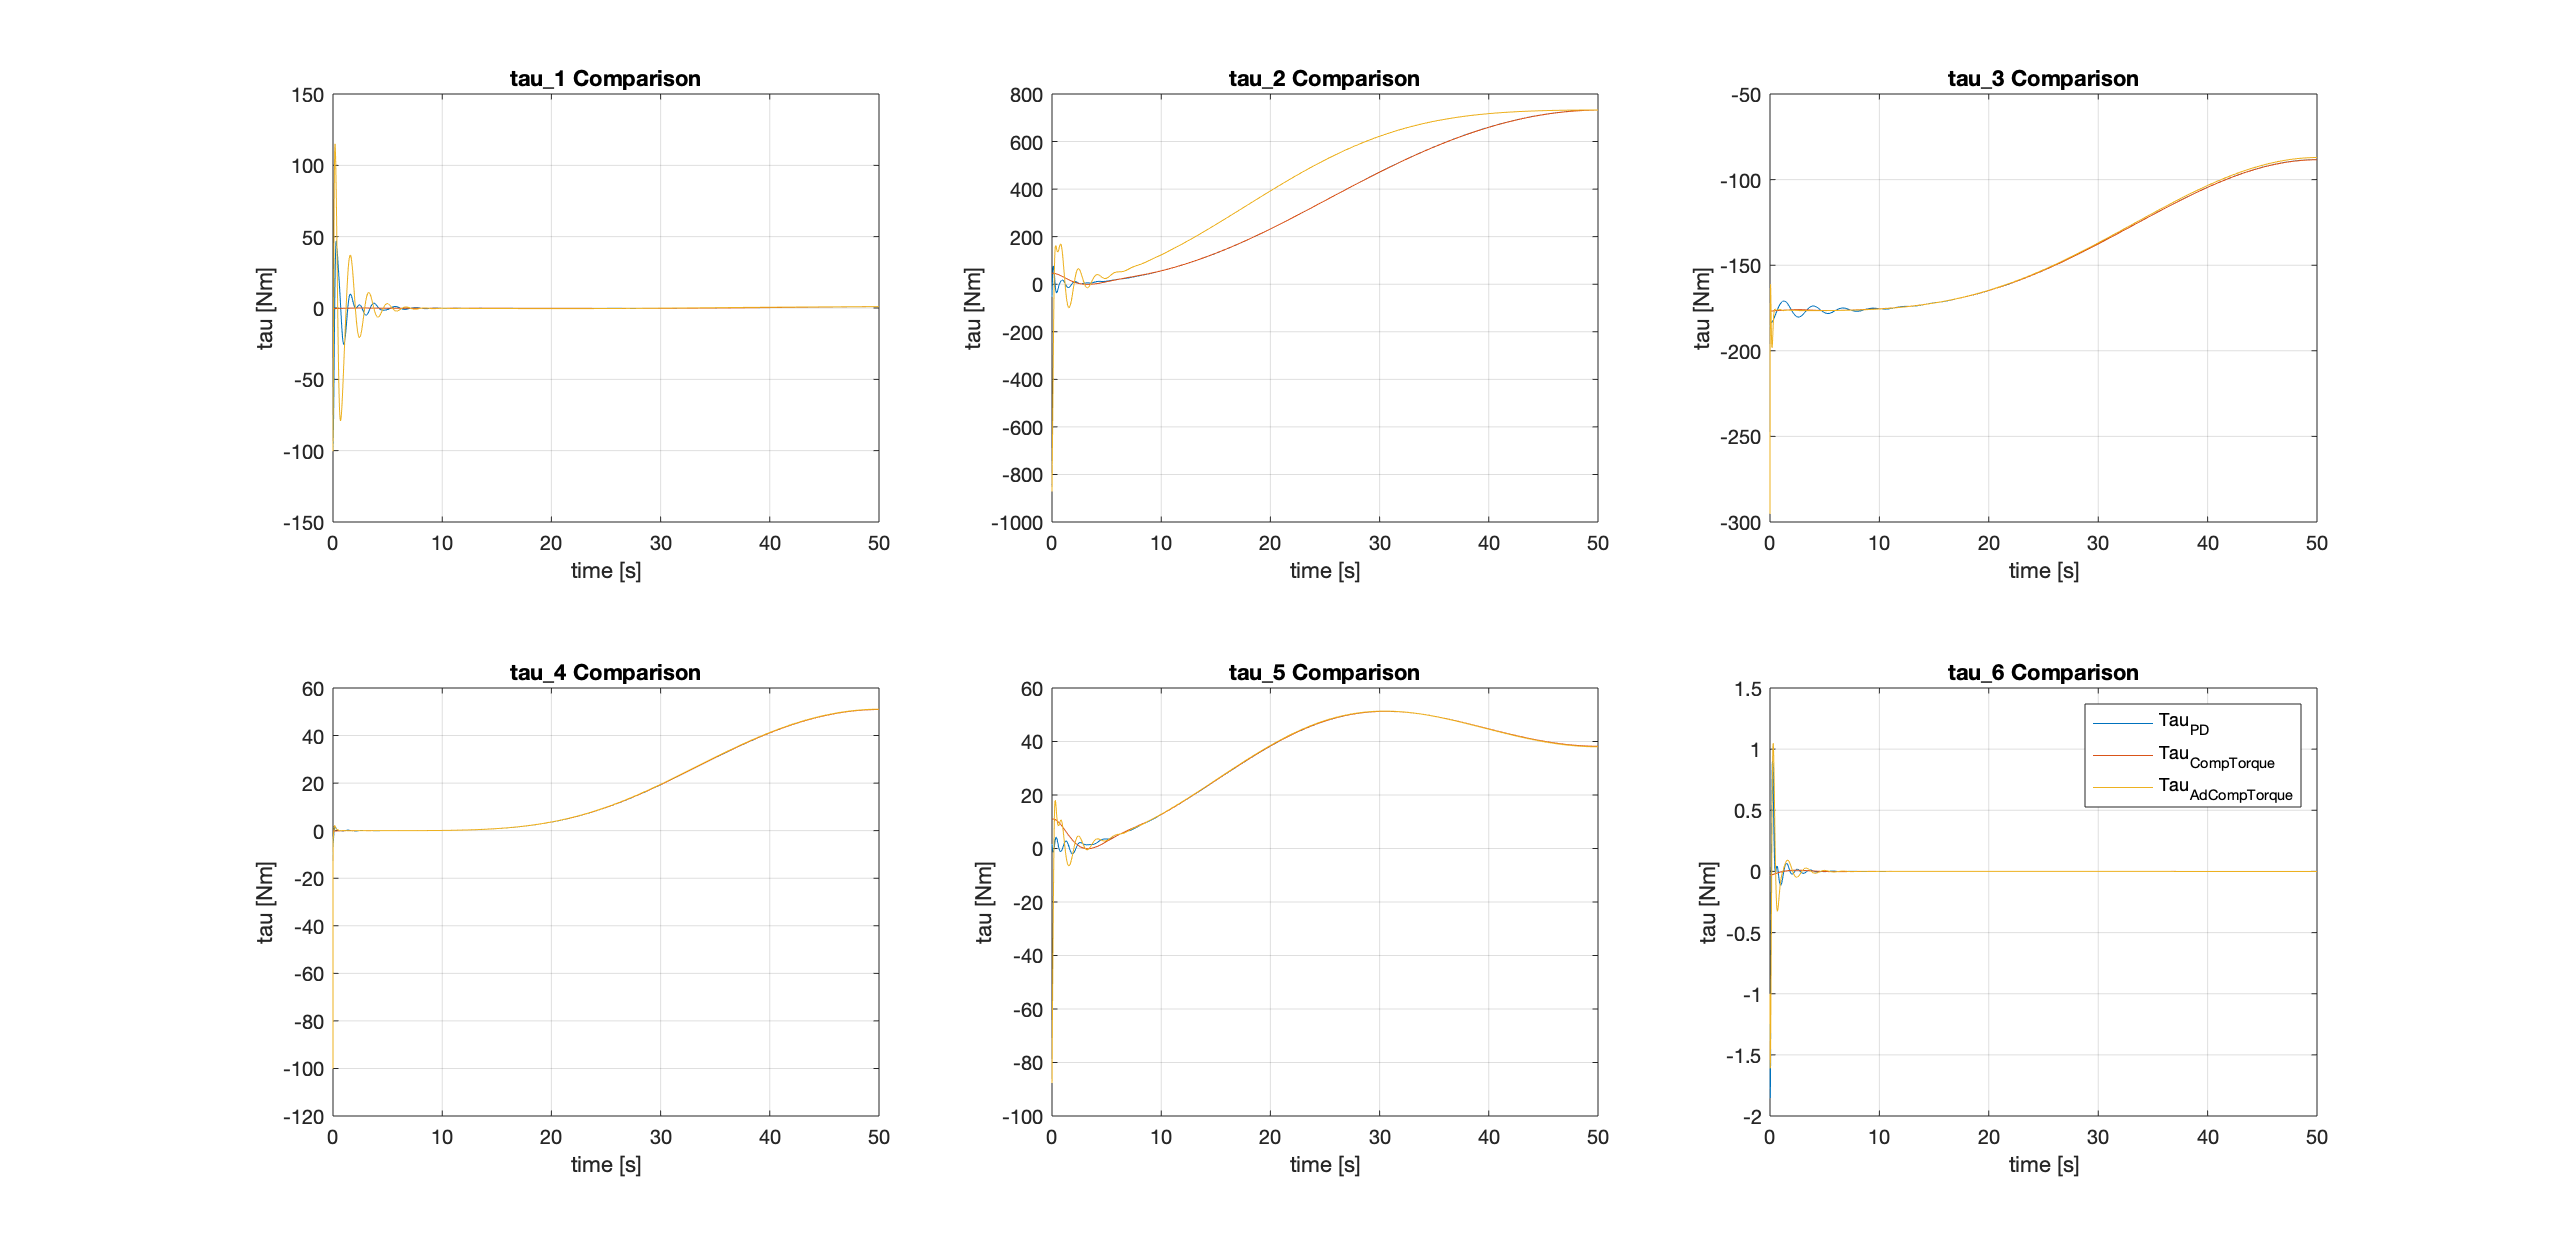 tau_1 Comparison
150
100
50
0
-50
-100
-150
tau [Nm]
0 10 20 30 40 50
time [s]
tau_2 Comparison
800
600
400
200
0
-200
-400
-600
-800
-1000
tau [Nm]
0 10 20 30 40 50
time [s]
tau_3 Comparison
-50
-100
-150
-200
-250
-300
tau [Nm]
0 10 20 30 40 50
time [s]
tau_4 Comparison
60
40
20
0
-20
-40
-60
-80
-100
-120
tau [Nm]
0 10 20 30 40 50
time [s]
tau_5 Comparison
60
40
20
0
-20
-40
-60
-80
-100
tau [Nm]
0 10 20 30 40 50
time [s]
tau_6 Comparison
1.5
1
0.5
0
-0.5
-1
-1.5
-2
tau [Nm]
0 10 20 30 40 50
time [s]
Tau PD
Tau CompTorque
Tau AdCompTorque